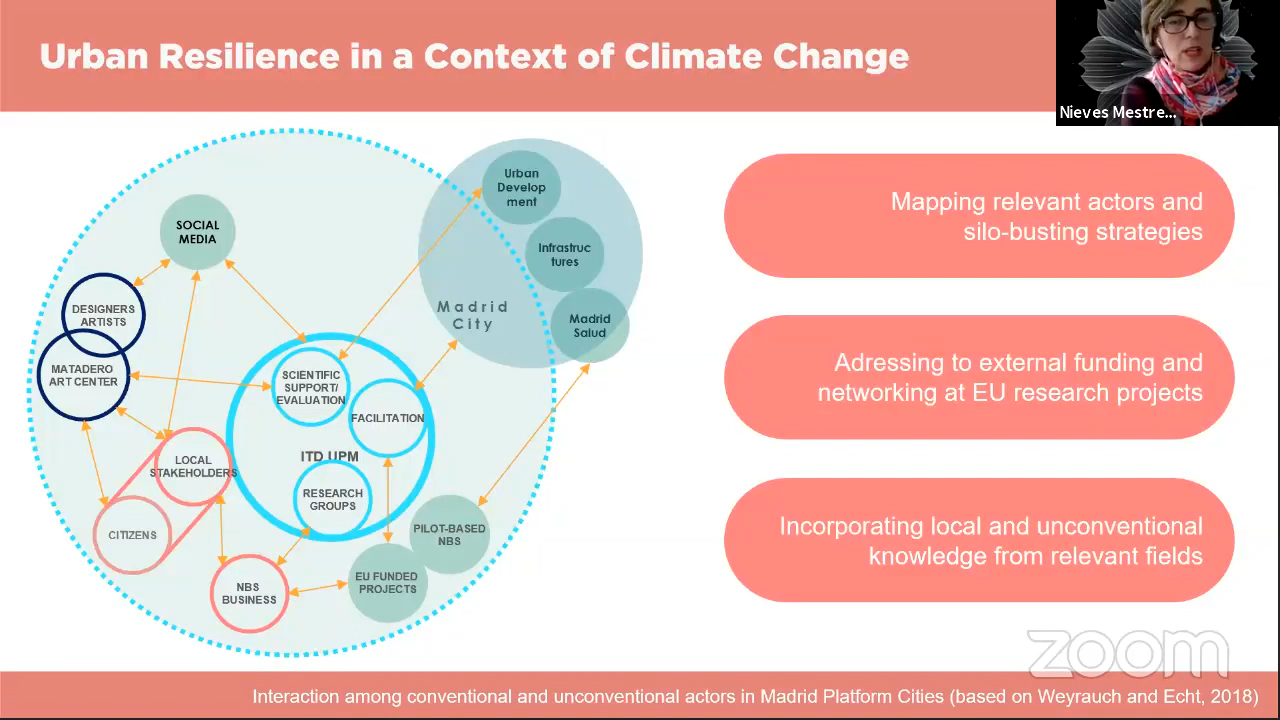 Urban Resilience in a Context of Climate Change
Nieves Mestre...
Urban
Develop
ment
Infrastruc
tures
Madrid
Salud
Madrid
City
SOCIAL
MEDIA
DESIGNERS
ARTISTS
MATADERO
ART CENTER
SCIENTIFIC
SUPPORT/
EVALUATION
FACILITATION
ITD UPM
RESEARCH
GROUPS
LOCAL
STAKEHOLDERS
CITIZENS
NBS
BUSINESS
EU FUNDED
PROJECTS
PILOT-BASED
NBS
Mapping relevant actors and
silo-busting strategies
Adressing to external funding and
networking at EU research projects
Incorporating local and unconventional
knowledge from relevant fields
zoom
Interaction among conventional and unconventional actors in Madrid Platform Cities (based on Weyrauch and Echt, 2018)